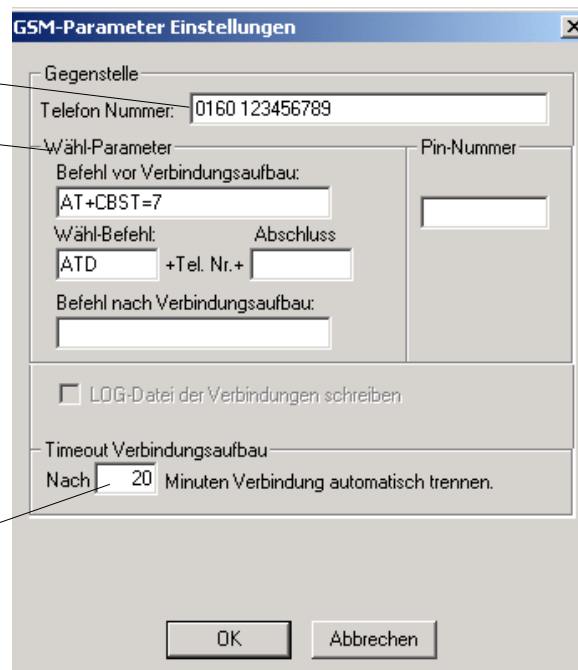 GSM-Parameter Einstellungen
Gegenstelle
Telefon Nummer: 0160 123456789
Wähl-Parameter
Befehl vor Verbindungsaufbau:
AT+CBST=7
Wähl-Befehl: Abschluss
ATD +Tel. Nr.+
Befehl nach Verbindungsaufbau:
Pin-Nummer
LOG-Datei der Verbindungen schreiben
Timeout Verbindungsaufbau
Nach 20 Minuten Verbindung automatisch trennen.
OK Abbrechen